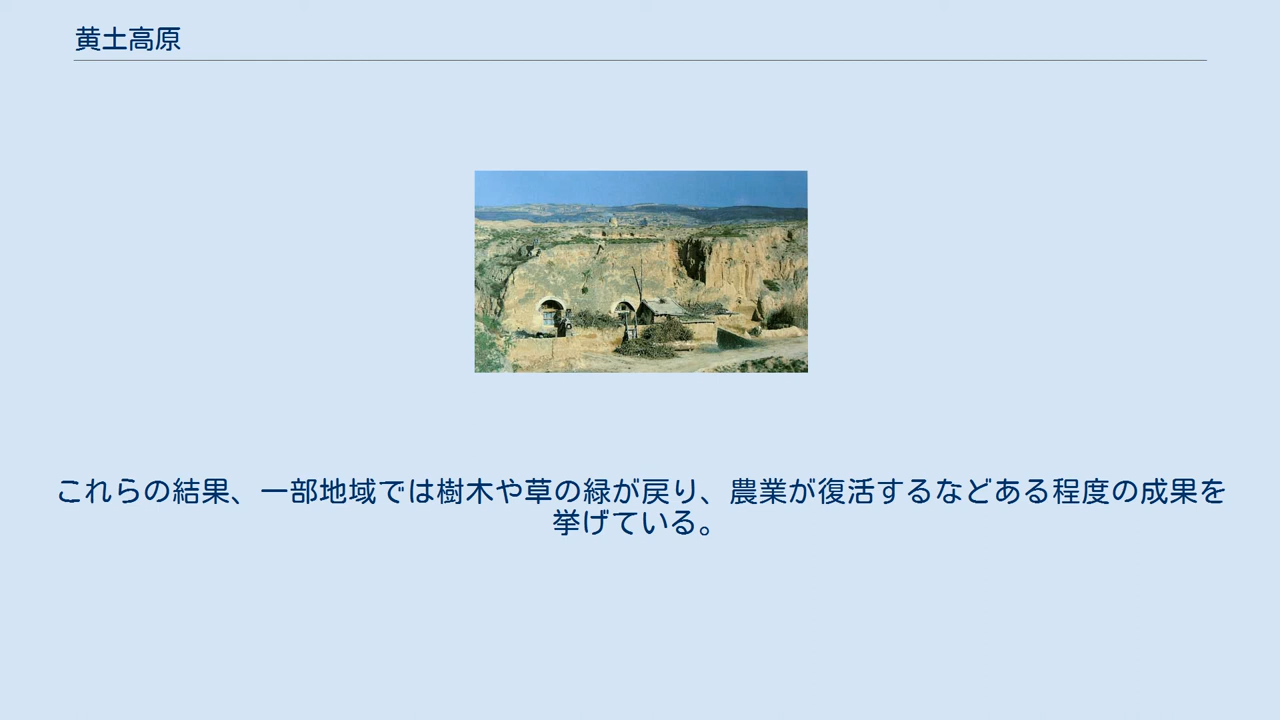 黄土高原
これらの結果、一部地域では樹木や草の緑が戻り、農業が復活するなどある程度の成果を
挙げている。